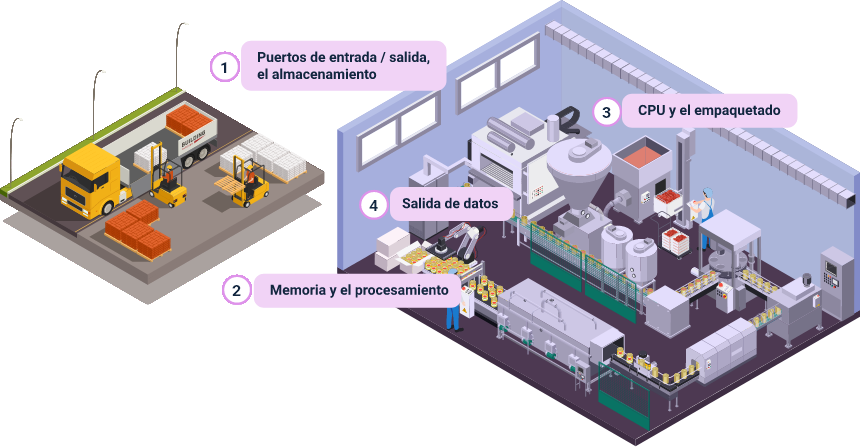 1
Puertos de entrada / salida,
el almacenamiento
BUILDING
3
CPU y el empaquetado
4
Salida de datos
2
Memoria y el procesamiento